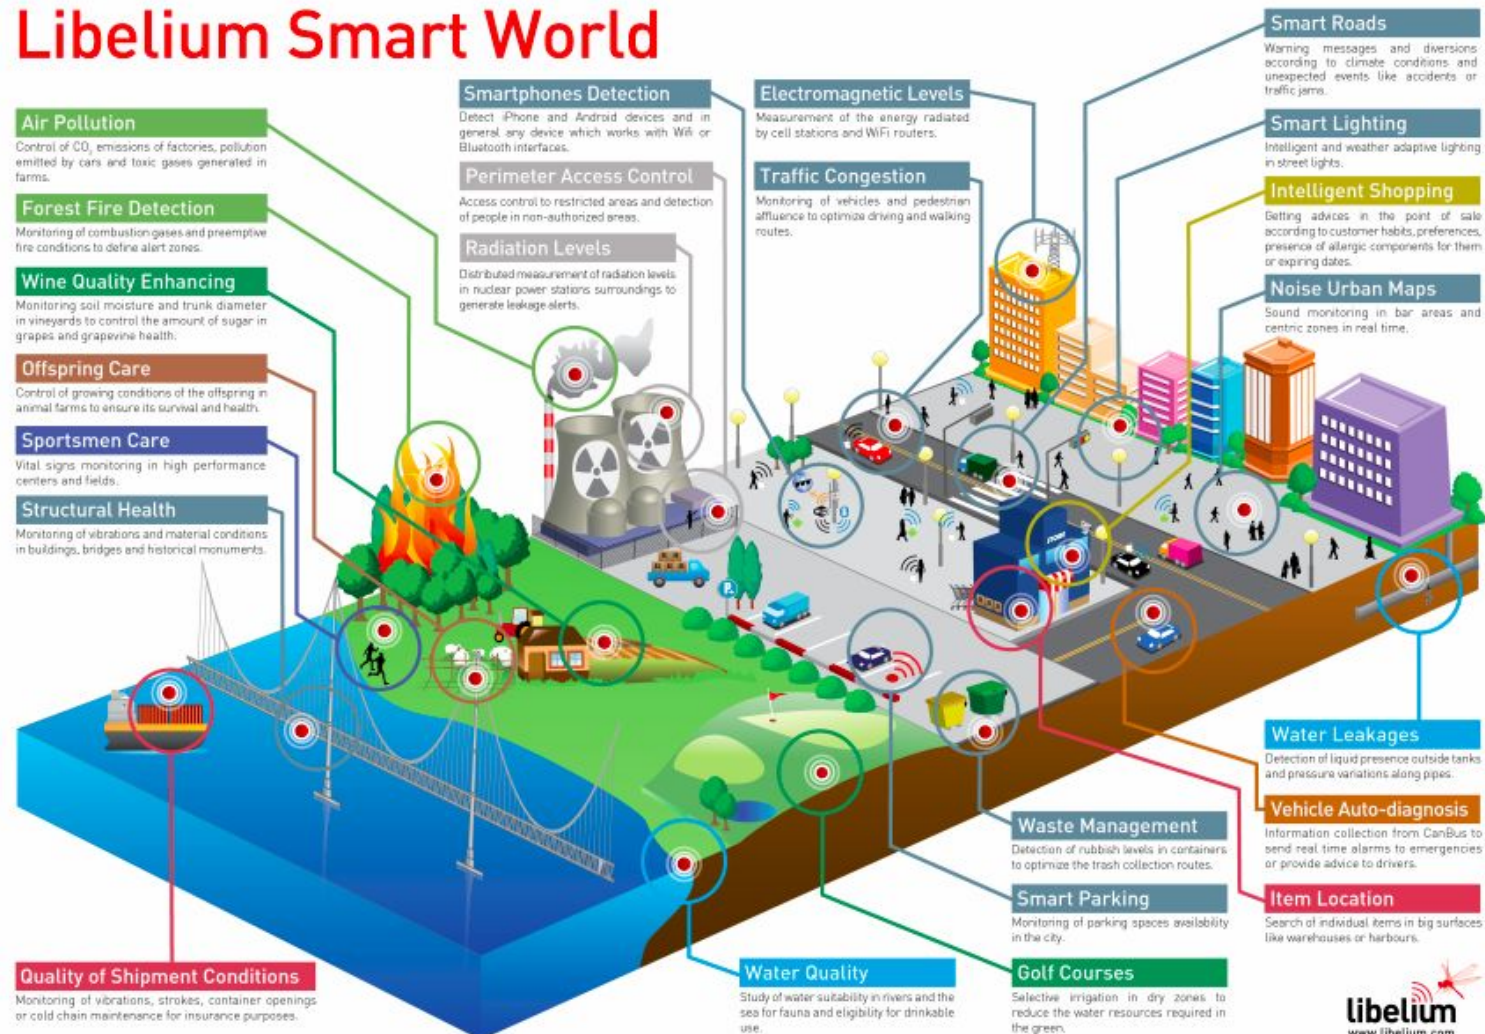 Libelium Smart World
Air Pollution
Control of CO₂ emissions of factories, pollution
emitted by cars and toxic gases generated in
farms.
Forest Fire Detection
Monitoring of combustion gases and preemptive
fire conditions to define alert zones.
Wine Quality Enhancing
Monitoring soil moisture and trunk diameter
in vineyards to control the amount of sugar in
grapes and grapevine health.
Offspring Care
Control of growing conditions of the offspring in
animal farms to ensure its survival and health.
Sportsmen Care
Vital signs monitoring in high performance
centers and fields.
Structural Health
Monitoring of vibrations and material conditions
in buildings, bridges and historical monuments.
Quality of Shipment Conditions
Monitoring of vibrations, strokes, container openings
or cold chain maintenance for insurance purposes.
Smartphones Detection
Detect iPhone and Android devices and in
general any device which works with Wifi or
Bluetooth interfaces.
Perimeter Access Control
Access control to restricted areas and detection
of people in non-authorized areas.
Radiation Levels
Distributed measurement of radiation levels
in nuclear power stations surroundings to
generate leakage alerts.
Electromagnetic Levels
Measurement of the energy radiated
by cell stations and WiFi routers.
Traffic Congestion
Monitoring of vehicles and pedestrian
affluence to optimize driving and walking
routes.
Smart Roads
Warning messages and diversions
according to climate conditions and
unexpected events like accidents or
traffic jams.
Smart Lighting
Intelligent and weather adaptive lighting
in street lights.
Intelligent Shopping
Getting advices in the point of sale
according to customer habits, preferences,
presence of allergic components for them
or expiring dates.
Noise Urban Maps
Sound monitoring in bar areas and
centric zones in real time.
P
Water Leakages
Detection of liquid presence outside tanks
and pressure variations along pipes.
Vehicle Auto-diagnosis
Information collection from CanBus to
send real time alarms to emergencies
or provide advice to drivers.
Item Location
Search of individual items in big surfaces
like warehouses or harbours.
Waste Management
Detection of rubbish levels in containers
to optimize the trash collection routes.
Smart Parking
Monitoring of parking spaces availability
in the city.
Golf Courses
Selective irrigation in dry zones to
reduce the water resources required in
the green.
Water Quality
Study of water suitability in rivers and the
sea for fauna and eligibility for drinkable
use.
libelium
www.libelium.com